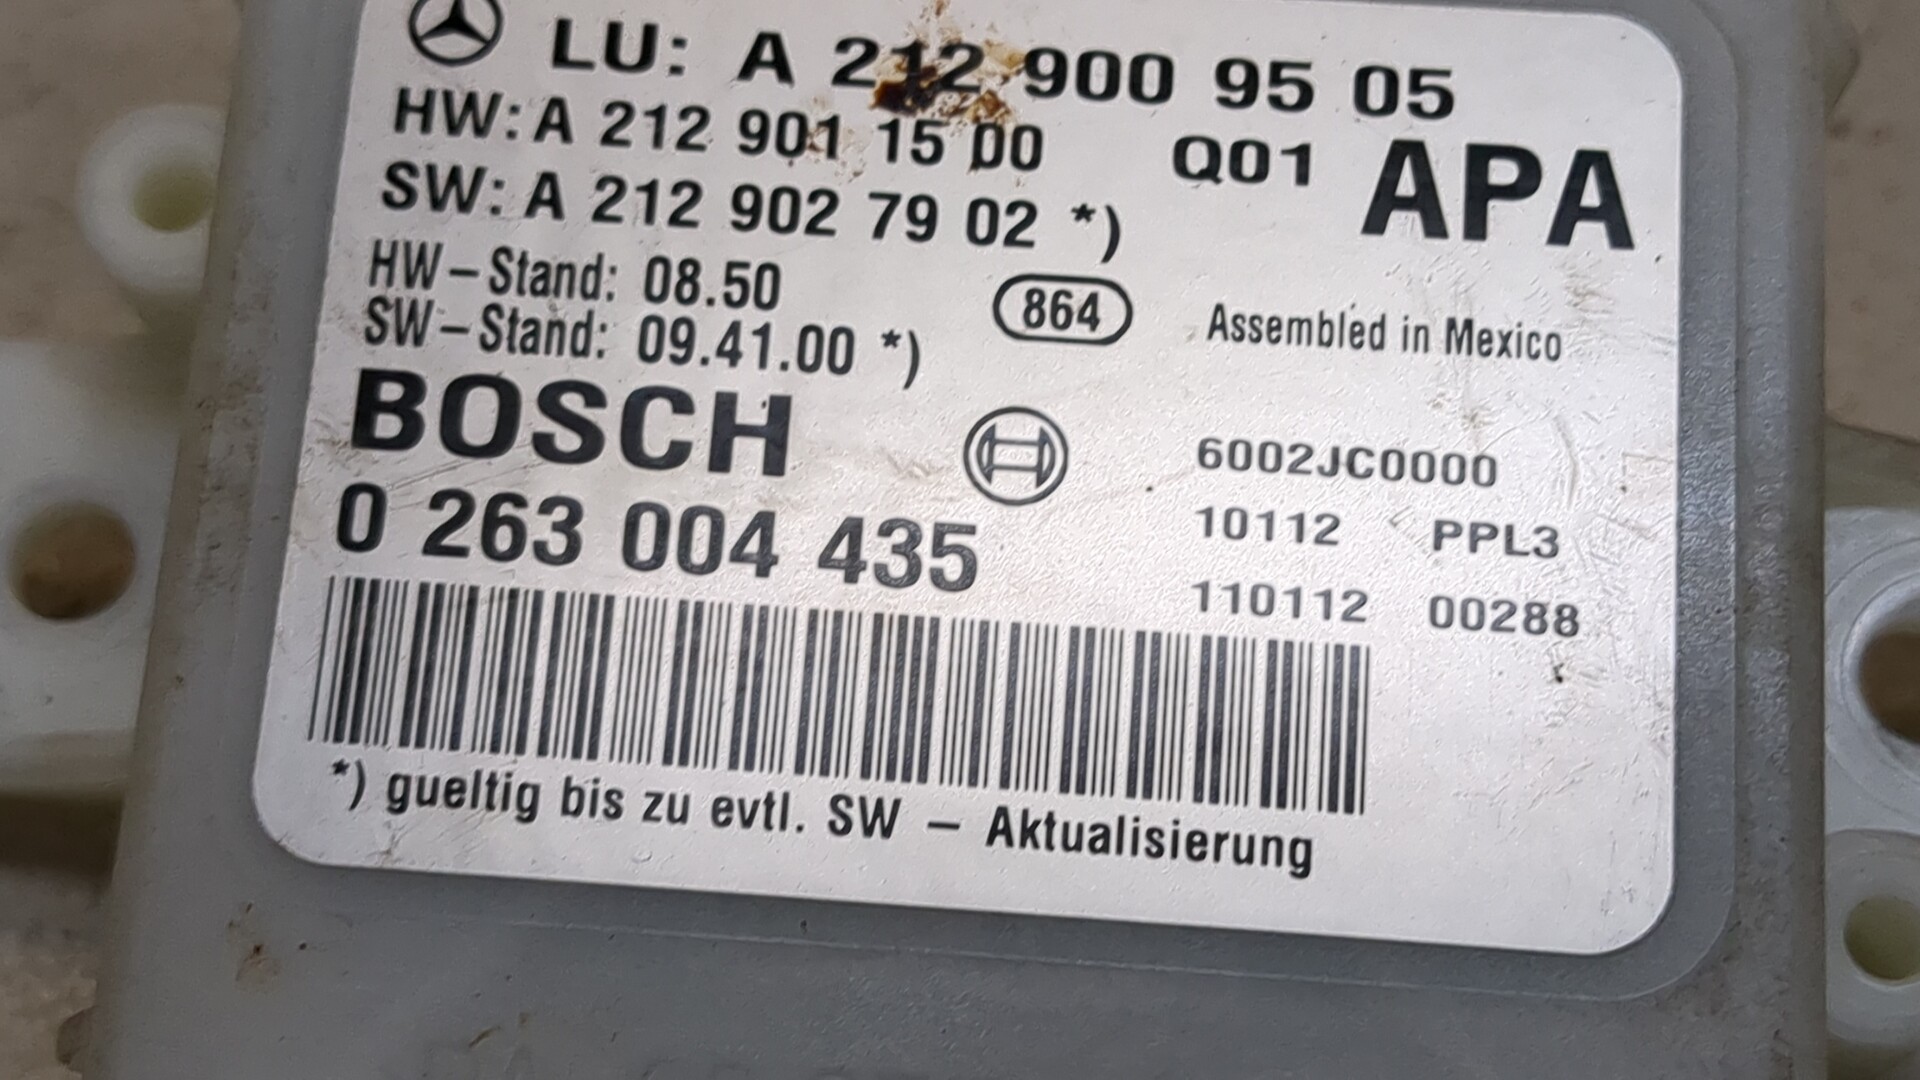 LU: A 212 900 95 05
HW: A 212 901 15 00 Q01 APA
SW: A 212 902 79 02 *)
HW-Stand: 08.50
SW-Stand: 09.41.00 *) 864 Assembled in Mexico
BOSCH
6002JC0000
0 263 004 435
10112 PPL3
110112 00288
*) gueltig bis zu evtl. SW - Aktualisierung